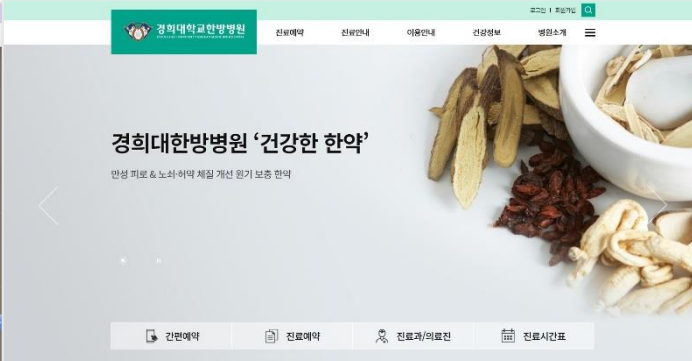 로그인 | 회원가입
경희대학교한방병원
진료예약 진료안내 이용안내 건강정보 병원소개
경희대한방병원 ‘건강한 한약’
만성 피로 & 노쇠·허약 체질 개선 원기 보충 한약
간편예약 진료예약 진료과/의료진 진료시간표